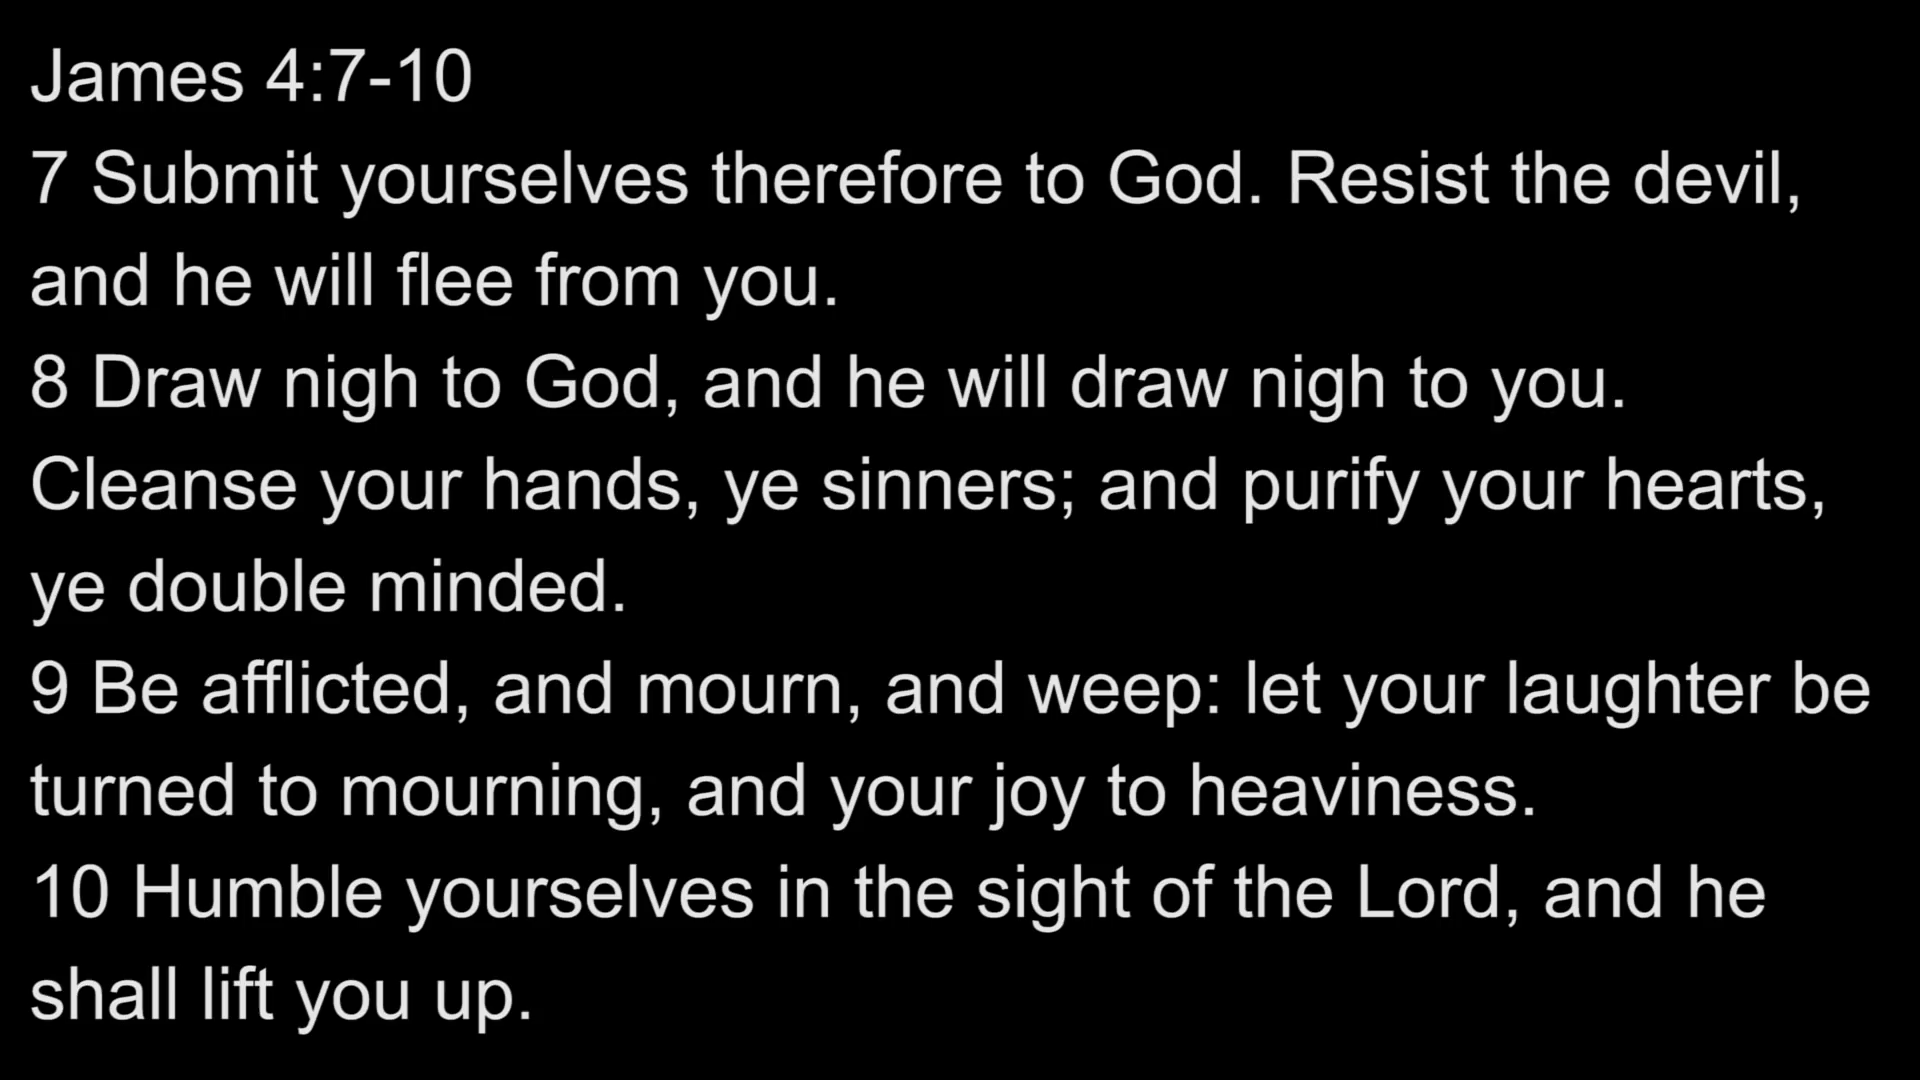 James 4:7-10
7 Submit yourselves therefore to God. Resist the devil,
and he will flee from you.
8 Draw nigh to God, and he will draw nigh to you.
Cleanse your hands, ye sinners; and purify your hearts,
ye double minded.
9 Be afflicted, and mourn, and weep: let your laughter be
turned to mourning, and your joy to heaviness.
10 Humble yourselves in the sight of the Lord, and he
shall lift you up.